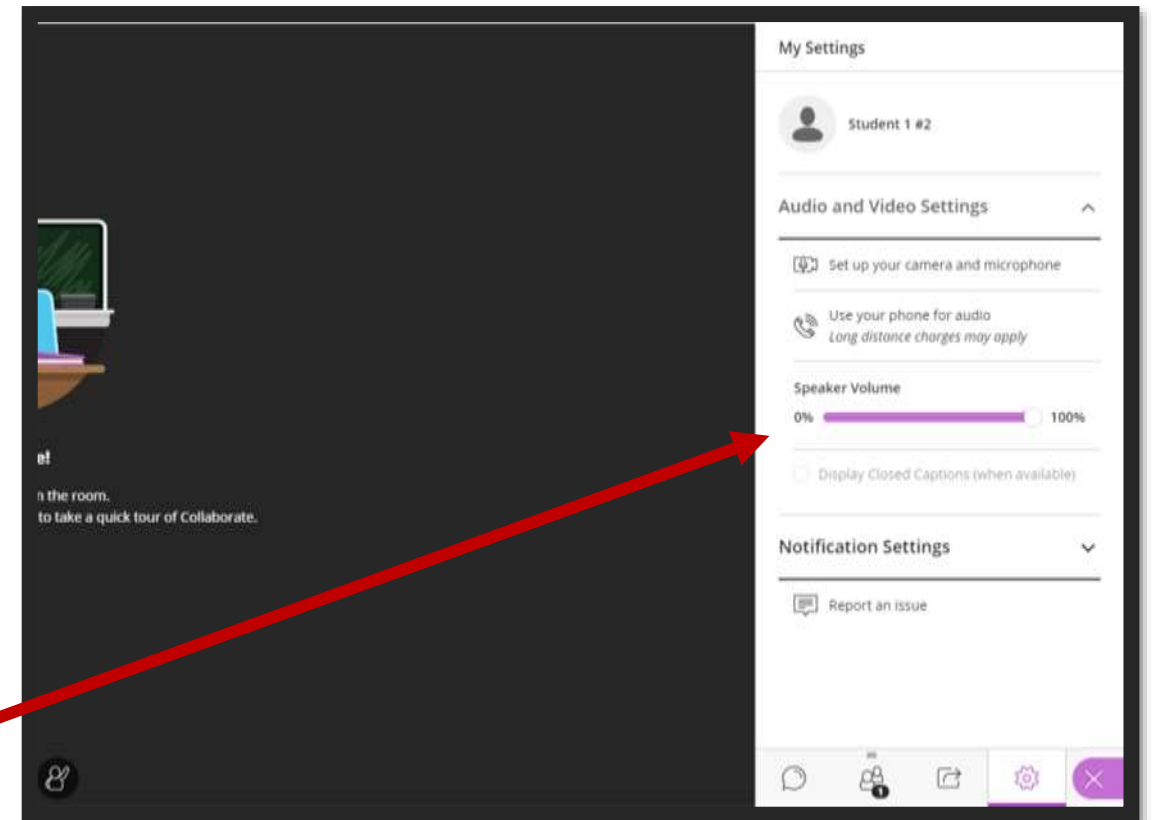 e!
n the room.
to take a quick tour of Collaborate.
My Settings
Student 1 #2
Audio and Video Settings
Set up your camera and microphone
Use your phone for audio
Long distance charges may apply
Speaker Volume
0% 100%
Display Closed Captions (when available)
Notification Settings
Report an issue
1